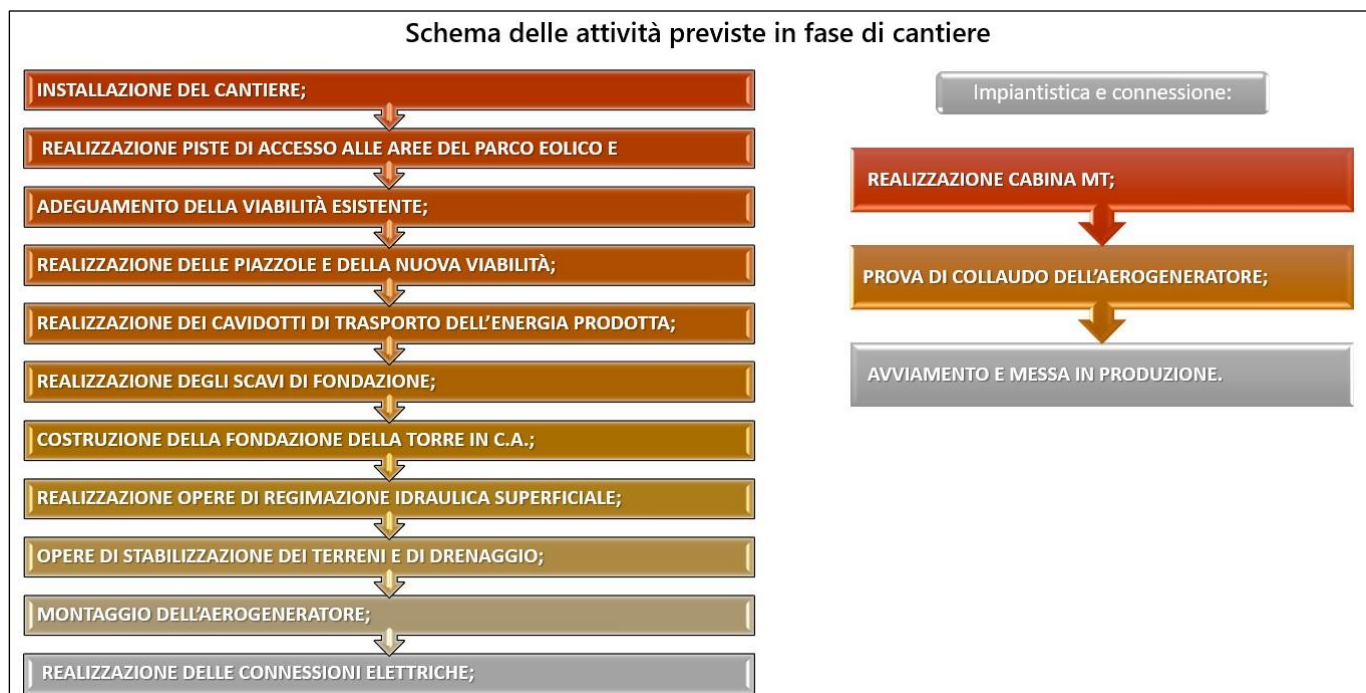 Schema delle attività previste in fase di cantiere
INSTALLAZIONE DEL CANTIERE;
REALIZZAZIONE PISTE DI ACCESSO ALLE AREE DEL PARCO EOLICO E
ADEGUAMENTO DELLA VIABILITÀ ESISTENTE;
REALIZZAZIONE DELLE PIAZZOLE E DELLA NUOVA VIABILITÀ;
REALIZZAZIONE DEI CAVIDOTTI DI TRASPORTO DELL’ENERGIA PRODOTTA;
REALIZZAZIONE DEGLI SCAVI DI FONDAZIONE;
COSTRUZIONE DELLA FONDAZIONE DELLA TORRE IN C.A.;
REALIZZAZIONE OPERE DI REGIMAZIONE IDRAULICA SUPERFICIALE;
OPERE DI STABILIZZAZIONE DEI TERRENI E DI DRENAGGIO;
MONTAGGIO DELL’AEROGENERATORE;
REALIZZAZIONE DELLE CONNESSIONI ELETTRICHE;
Impiantistica e connessione:
REALIZZAZIONE CABINA MT;
PROVA DI COLLAUDO DELL’AEROGENERATORE;
AVVIAMENTO E MESSA IN PRODUZIONE.